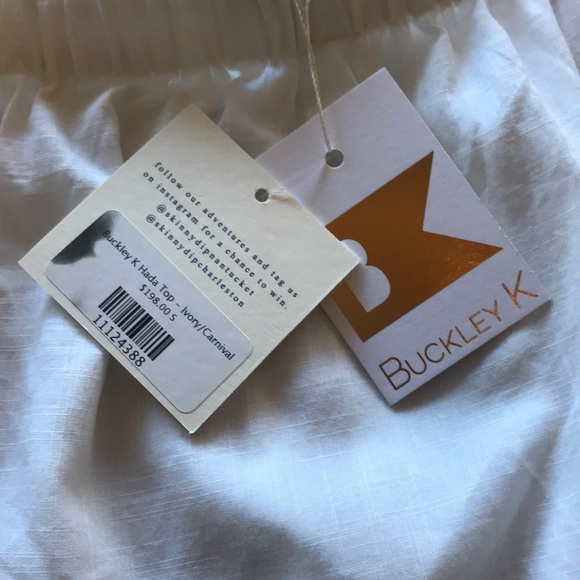 follow our adventures and tag us
on instagram for a chance to win.
@skinnydipnantucket
@skinnydipcharleston
Buckley K Hada Top - Ivory/Carnival
$198.00 S
11124388
B
BUCKLEY K